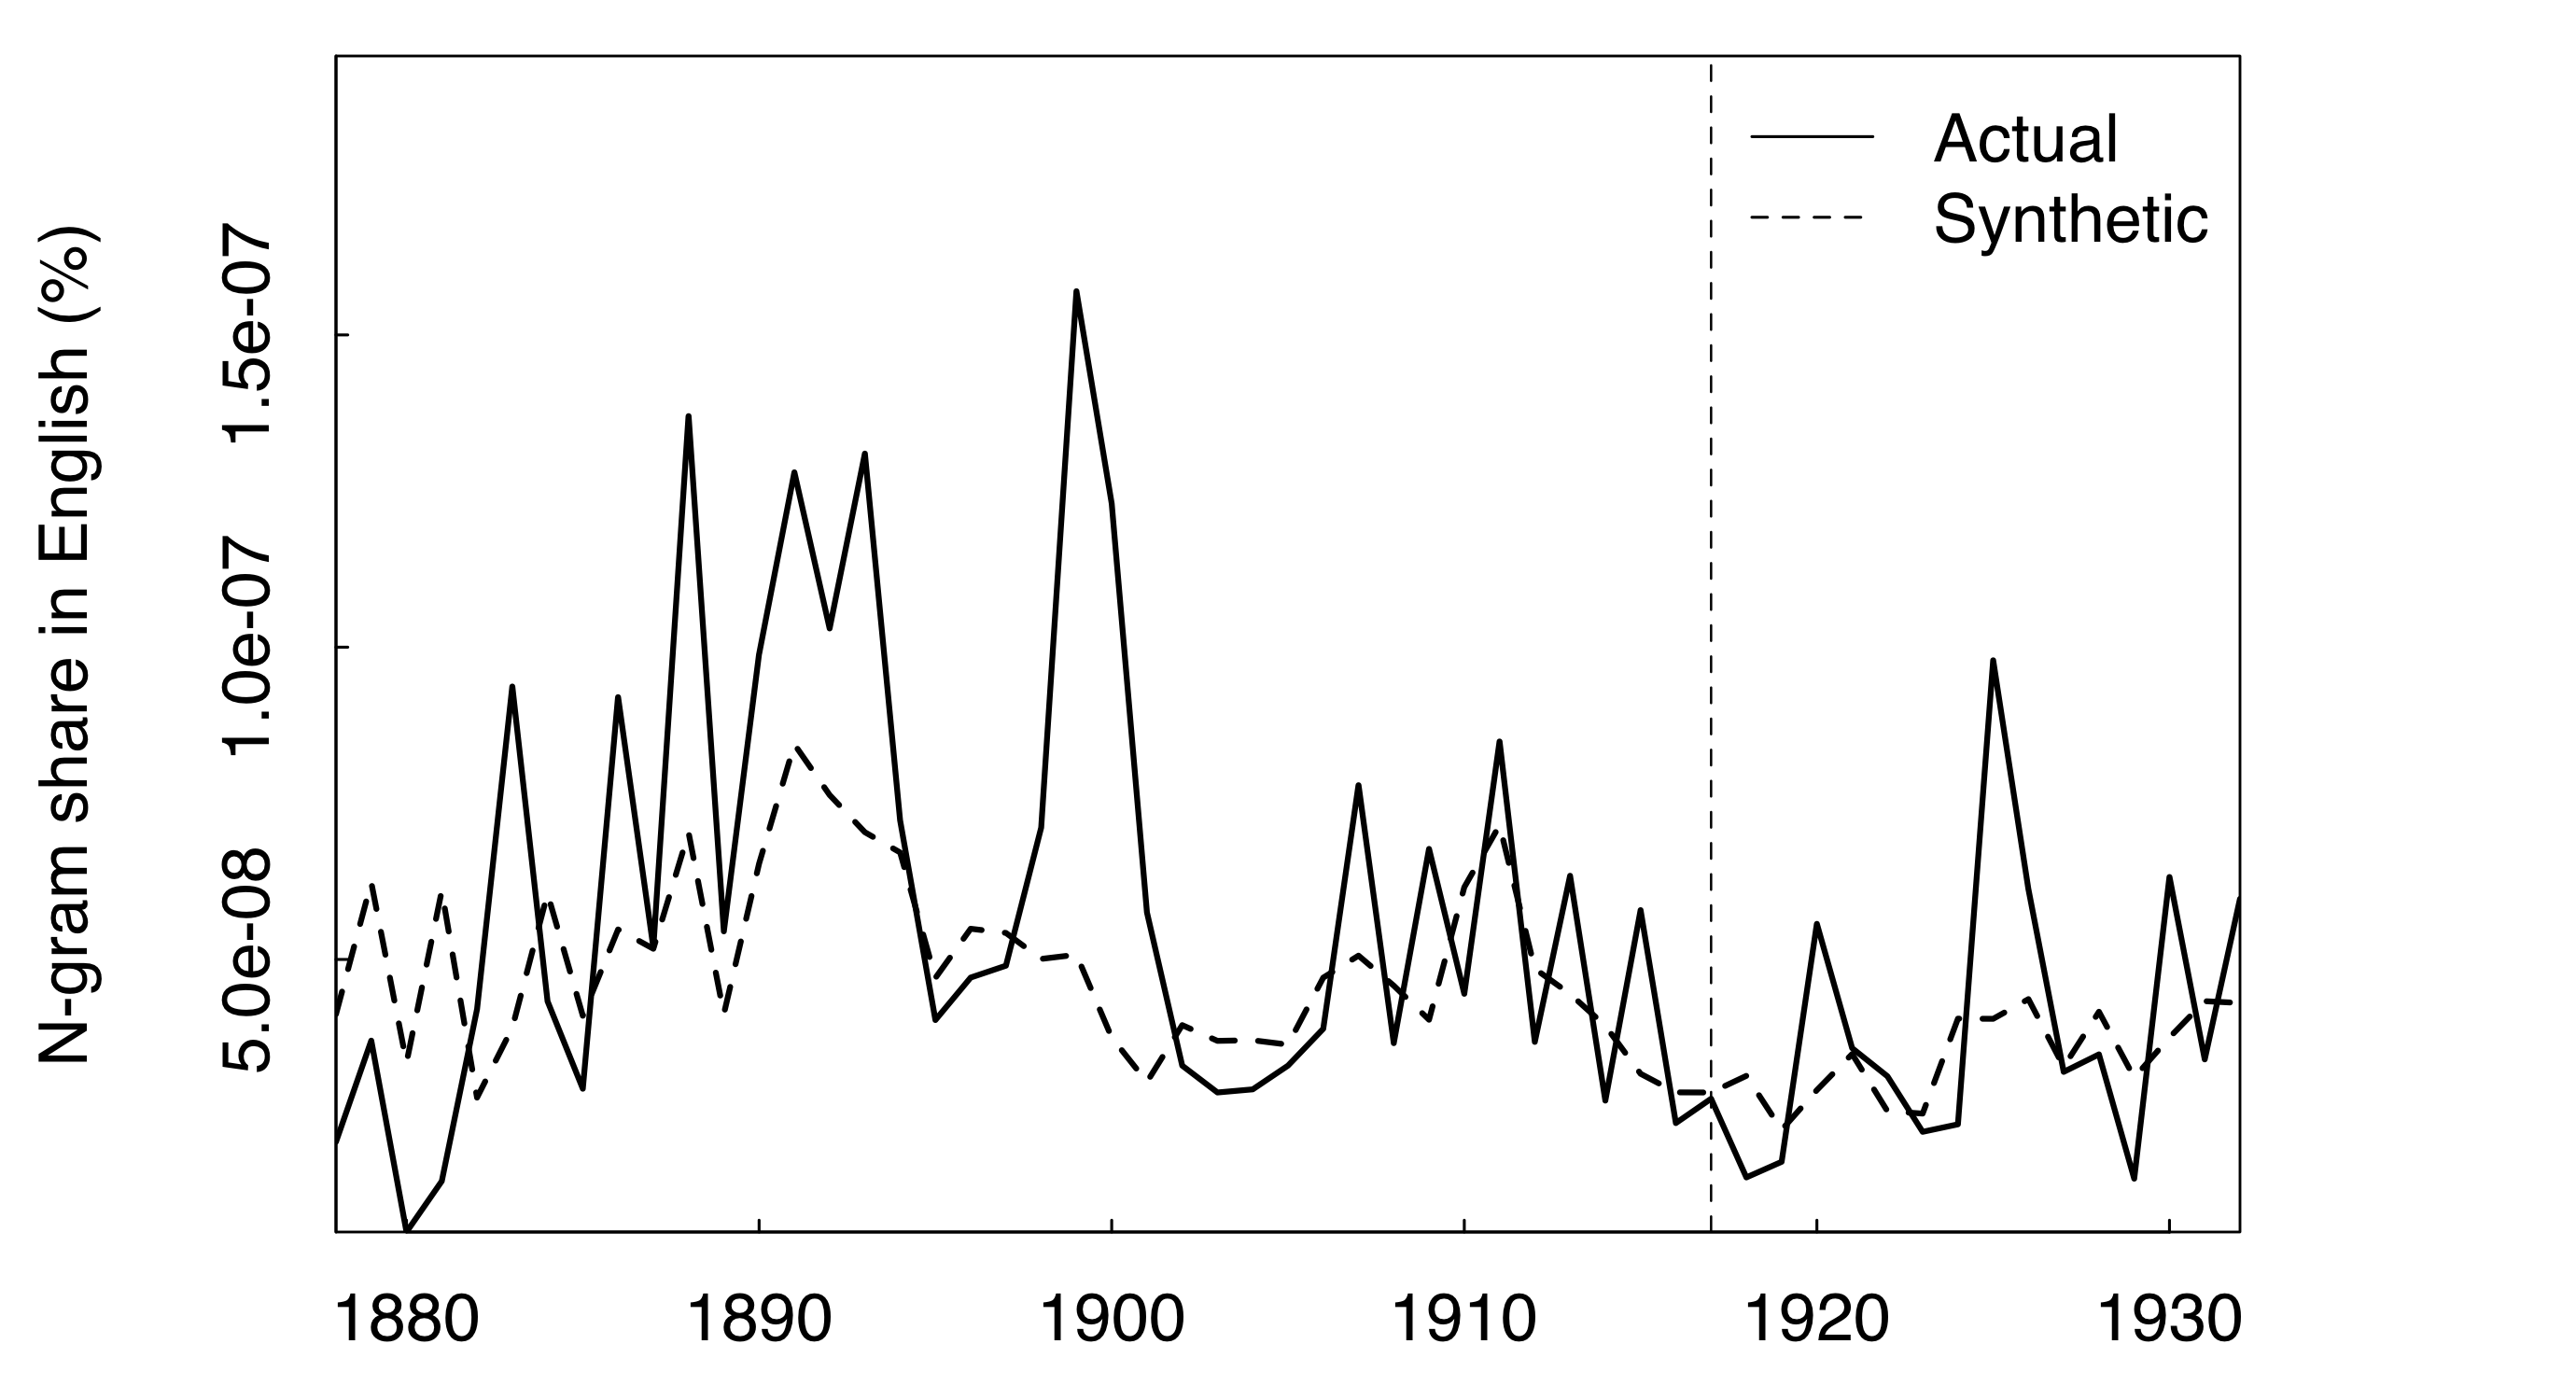 N-gram share in English (%)
1.5e-07
1.0e-07
5.0e-08
Actual
Synthetic
1880 1890 1900 1910 1920 1930